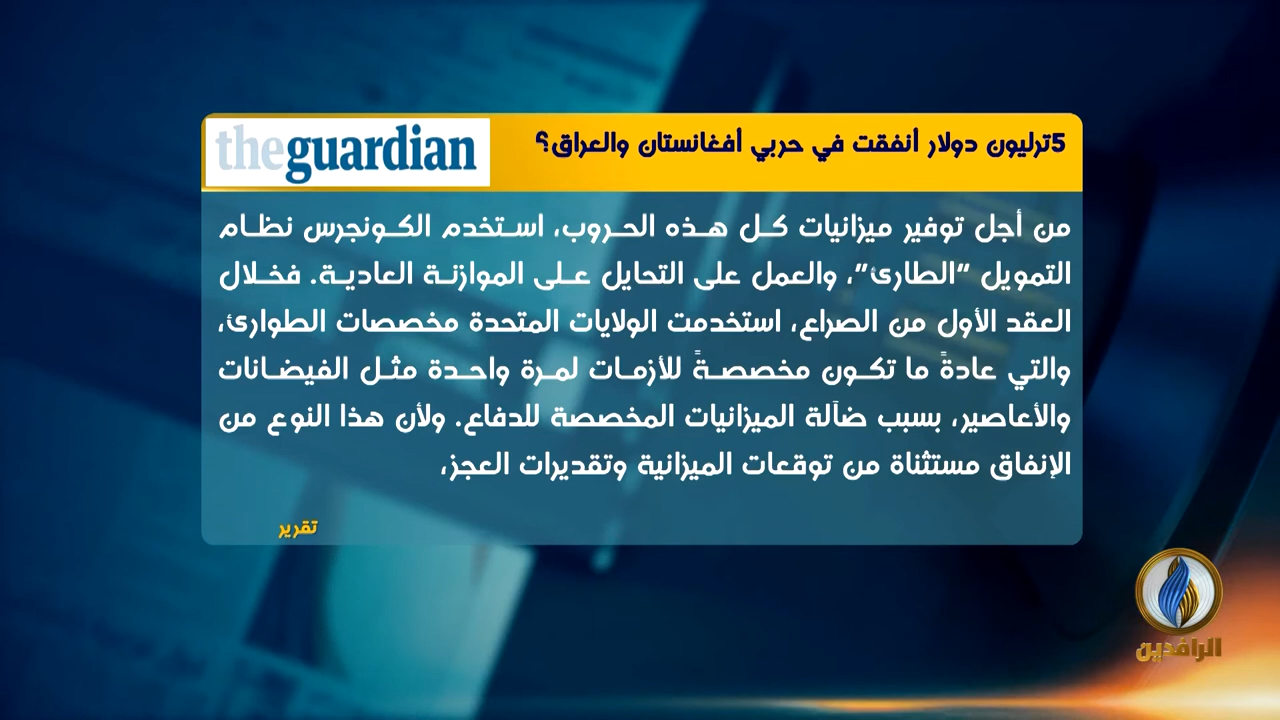 the guardian
5ترليون دولار أنفقت في حربي أفغانستان والعراق؟
من أجل توفير ميزانيات كل هذه الحروب، استخدم الكونجرس نظام
التمويل “الطارئ”، والعمل على التحايل على الموازنة العادية. فخلال
العقد الأول من الصراع، استخدمت الولايات المتحدة مخصصات الطوارئ،
والتي عادةً ما تكون مخصصةً للأزمات لمرة واحدة مثل الفيضانات
والأعاصير، بسبب ضآلة الميزانيات المخصصة للدفاع. ولأن هذا النوع من
الإنفاق مستثناة من توقعات الميزانية وتقديرات العجز،
تقرير
الرافدين